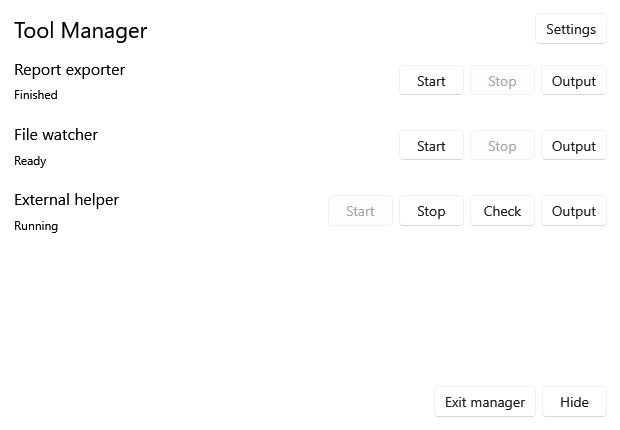 Tool Manager Settings
Report exporter
Finished
Start Stop Output
File watcher
Ready
Start Stop Output
External helper
Running
Start Stop Check Output
Exit manager Hide